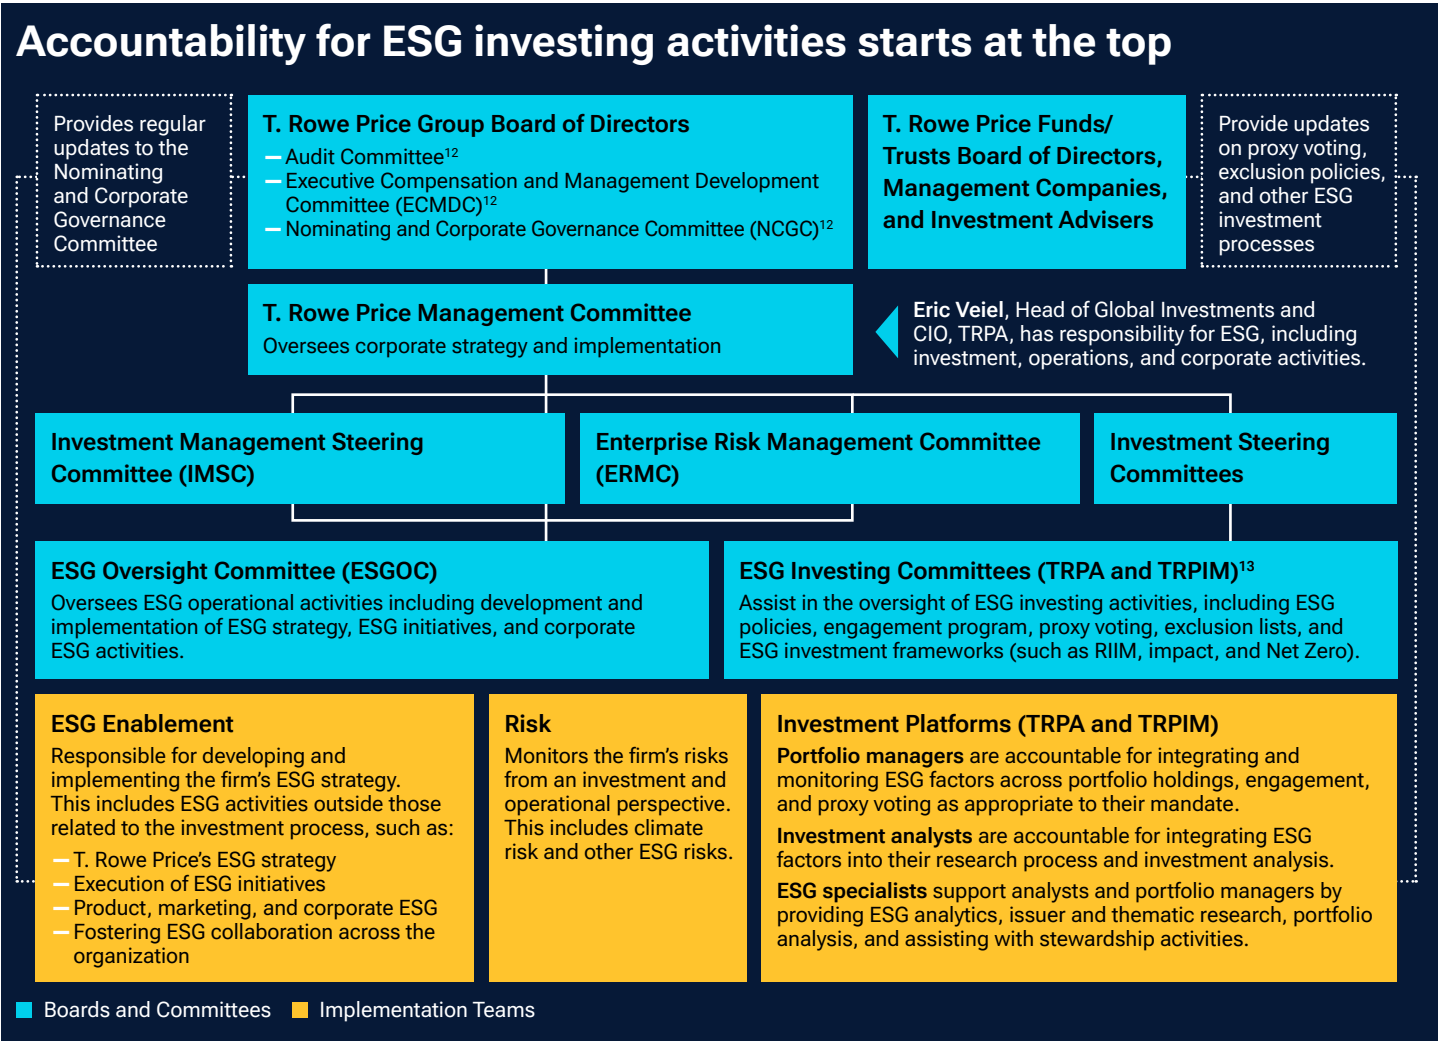 Accountability for ESG investing activities starts at the top
Provides regular
updates to the
Nominating
and Corporate
Governance
Committee
T. Rowe Price Group Board of Directors
— Audit Committee¹²
— Executive Compensation and Management Development
Committee (ECMDC)¹²
— Nominating and Corporate Governance Committee (NCGC)¹²
T. Rowe Price Funds/
Trusts Board of Directors,
Management Companies,
and Investment Advisers
Provide updates
on proxy voting,
exclusion policies,
and other ESG
investment
processes
T. Rowe Price Management Committee
Oversees corporate strategy and implementation
Eric Veiel, Head of Global Investments and
CIO, TRPA, has responsibility for ESG, including
investment, operations, and corporate activities.
Investment Management Steering
Committee (IMSC)
Enterprise Risk Management Committee
(ERMC)
Investment Steering
Committees
ESG Oversight Committee (ESGOC)
Oversees ESG operational activities including development and
implementation of ESG strategy, ESG initiatives, and corporate
ESG activities.
ESG Investing Committees (TRPA and TRPIM)¹³
Assist in the oversight of ESG investing activities, including ESG
policies, engagement program, proxy voting, exclusion lists, and
ESG investment frameworks (such as RIIM, impact, and Net Zero).
ESG Enablement
Responsible for developing and
implementing the firm's ESG strategy.
This includes ESG activities outside those
related to the investment process, such as:
— T. Rowe Price's ESG strategy
— Execution of ESG initiatives
— Product, marketing, and corporate ESG
— Fostering ESG collaboration across the
organization
Risk
Monitors the firm's risks
from an investment and
operational perspective.
This includes climate
risk and other ESG risks.
Investment Platforms (TRPA and TRPIM)
Portfolio managers are accountable for integrating and
monitoring ESG factors across portfolio holdings, engagement,
and proxy voting as appropriate to their mandate.
Investment analysts are accountable for integrating ESG
factors into their research process and investment analysis.
ESG specialists support analysts and portfolio managers by
providing ESG analytics, issuer and thematic research, portfolio
analysis, and assisting with stewardship activities.
Boards and Committees
Implementation Teams